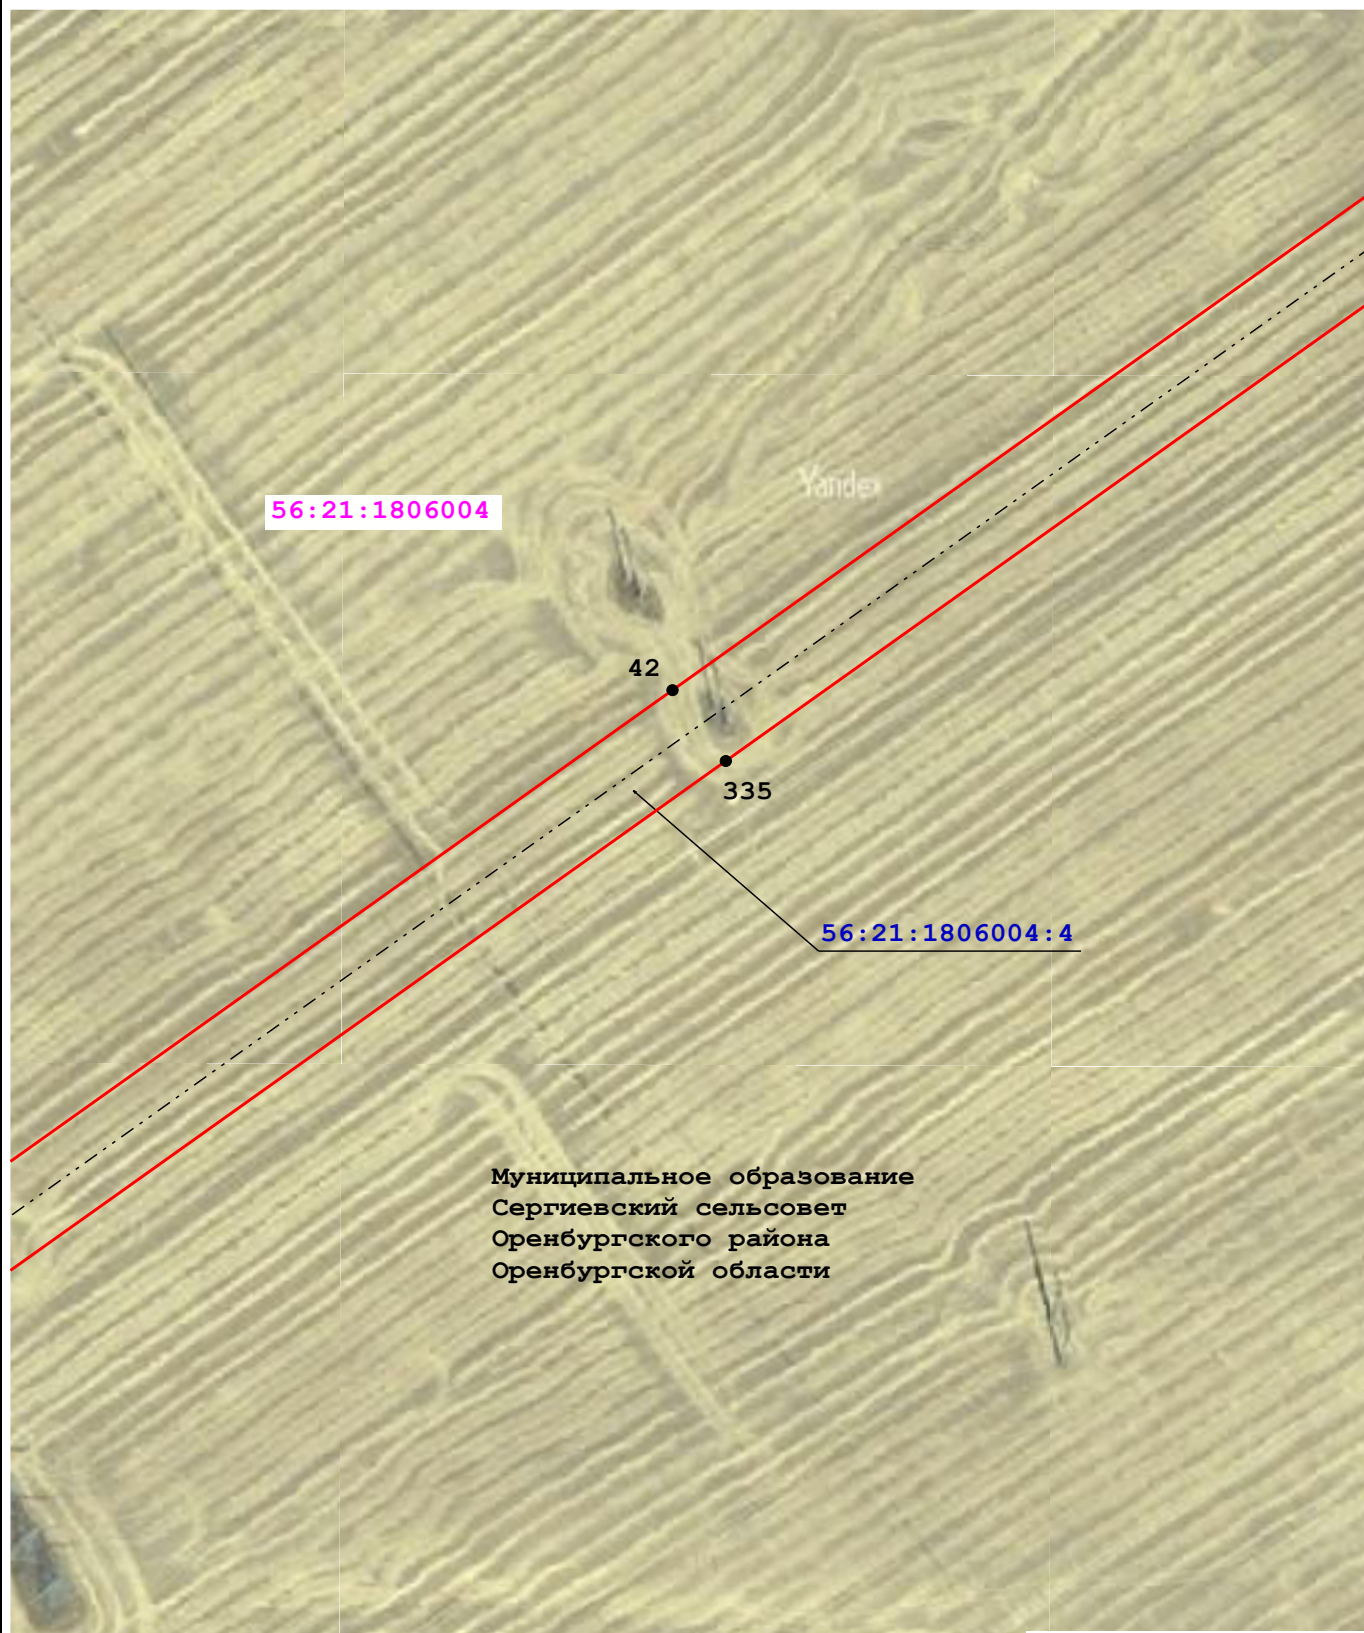 Yandex
56:21:1806004
42
335
56:21:1806004:4
Муниципальное образование
Сергиевский сельсовет
Оренбургского района
Оренбургской области